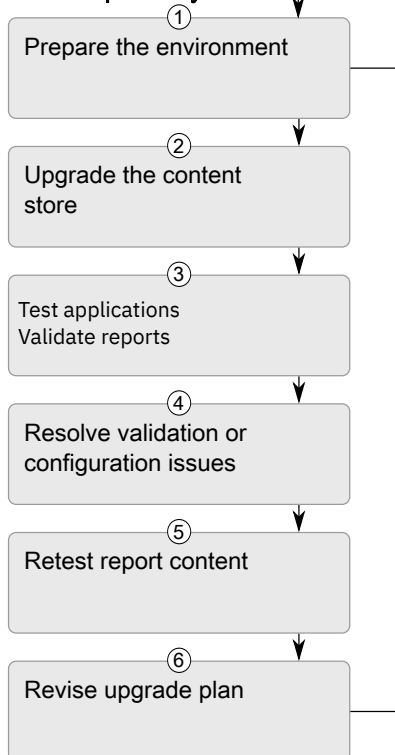 1
Prepare the environment
2
Upgrade the content
store
3
Test applications
Validate reports
4
Resolve validation or
configuration issues
5
Retest report content
6
Revise upgrade plan